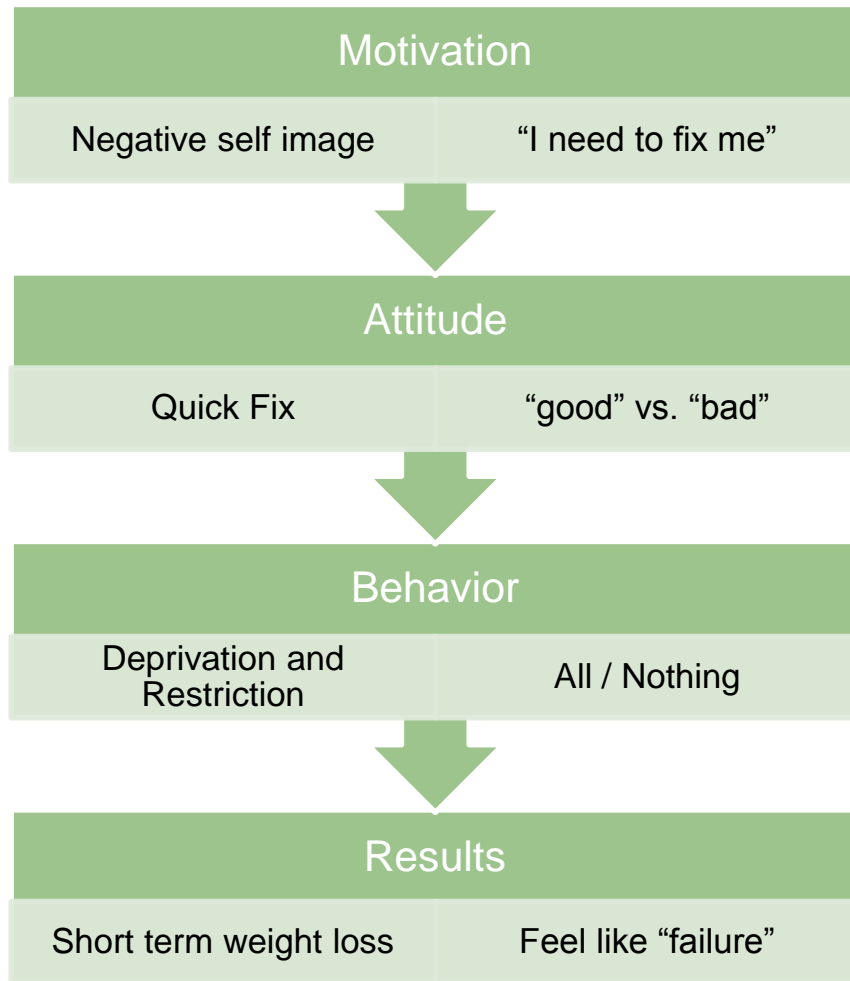 Motivation
Negative self image
“I need to fix me”
Attitude
Quick Fix
“good” vs. “bad”
Behavior
Deprivation and
Restriction
All / Nothing
Results
Short term weight loss
Feel like “failure”